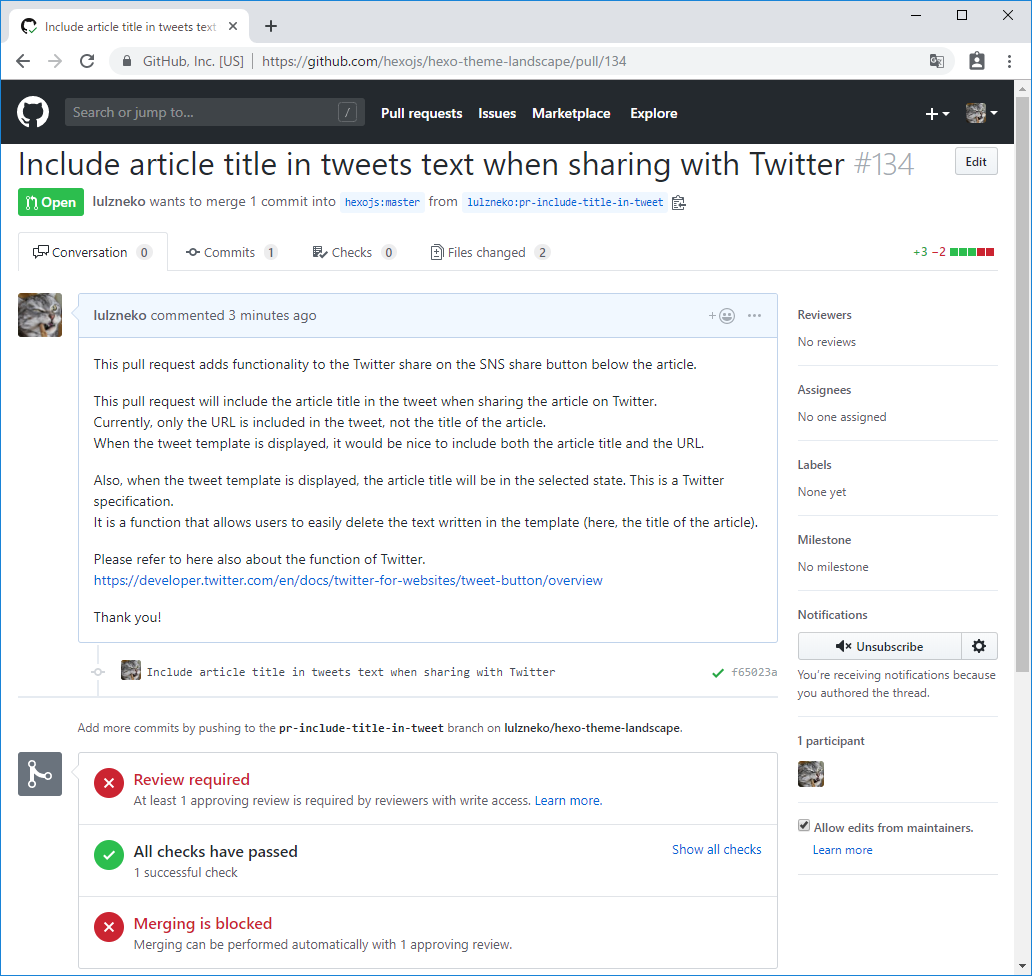 Include article title in tweets text
GitHub, Inc. [US] | https://github.com/hexojs/hexo-theme-landscape/pull/134
Search or jump to... / Pull requests Issues Marketplace Explore
Include article title in tweets text when sharing with Twitter #134 Edit
Open lulzneko wants to merge 1 commit into hexojs:master from lulzneko:pr-include-title-in-tweet
Conversation 0 Commits 1 Checks 0 Files changed 2 +3 −2
lulzneko commented 3 minutes ago
This pull request adds functionality to the Twitter share on the SNS share button below the article.
This pull request will include the article title in the tweet when sharing the article on Twitter.
Currently, only the URL is included in the tweet, not the title of the article.
When the tweet template is displayed, it would be nice to include both the article title and the URL.
Also, when the tweet template is displayed, the article title will be in the selected state. This is a Twitter
specification.
It is a function that allows users to easily delete the text written in the template (here, the title of the article).
Please refer to here also about the function of Twitter.
https://developer.twitter.com/en/docs/twitter-for-websites/tweet-button/overview
Thank you!
Include article title in tweets text when sharing with Twitter f65023a
Add more commits by pushing to the pr-include-title-in-tweet branch on lulzneko/hexo-theme-landscape.
Review required
At least 1 approving review is required by reviewers with write access. Learn more.
All checks have passed
1 successful check
Show all checks
Merging is blocked
Merging can be performed automatically with 1 approving review.
Reviewers
No reviews
Assignees
No one assigned
Labels
None yet
Milestone
No milestone
Notifications
Unsubscribe
You're receiving notifications because
you authored the thread.
1 participant
Allow edits from maintainers.
Learn more